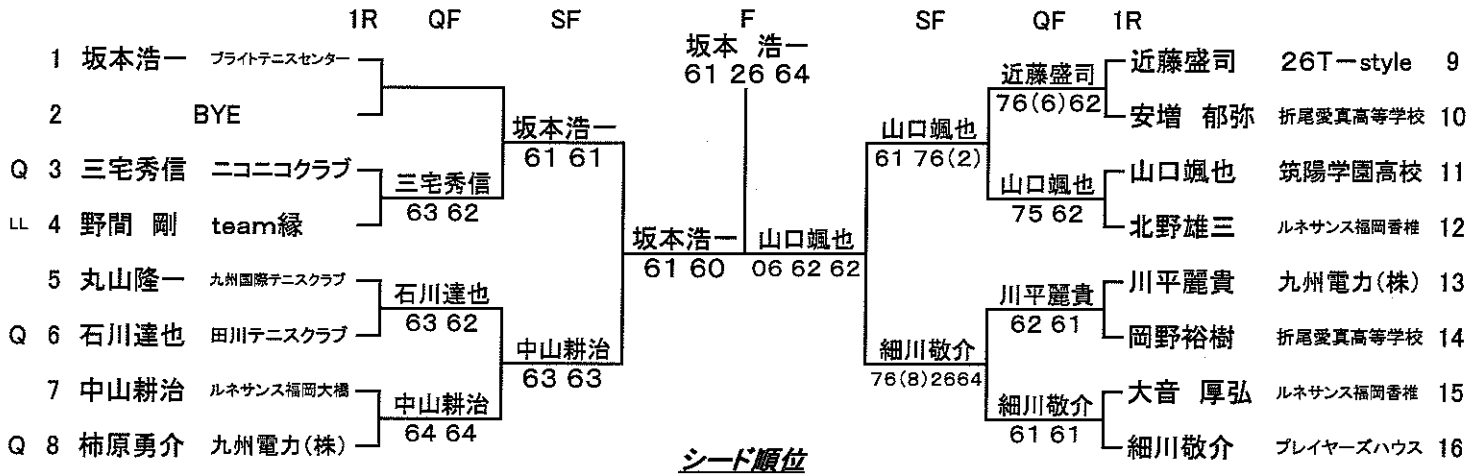 1R QF SF F SF QF 1R
坂本 浩一
61 26 64
1 坂本浩一 ブライトテニスセンター
2 BYE
坂本浩一
61 61
Q 3 三宅秀信 ニコニコクラブ
三宅秀信
63 62
LL 4 野間 剛 team縁
坂本浩一
61 60
5 丸山隆一 九州国際テニスクラブ
石川達也
63 62
Q 6 石川達也 田川テニスクラブ
中山耕治
63 63
7 中山耕治 ルネサンス福岡大橋
中山耕治
64 64
Q 8 柿原勇介 九州電力(株)
近藤盛司 26T-style 9
近藤盛司
76(6)62
安増 郁弥 折尾愛真高等学校 10
山口颯也
61 76(2)
山口颯也 筑陽学園高校 11
山口颯也
75 62
北野雄三 ルネサンス福岡香椎 12
山口颯也
06 62 62
川平麗貴 九州電力(株) 13
川平麗貴
62 61
岡野裕樹 折尾愛真高等学校 14
細川敬介
76(8)2664
大音 厚弘 ルネサンス福岡香椎 15
細川敬介
61 61
細川敬介 プレイヤーズハウス 16
シード順位